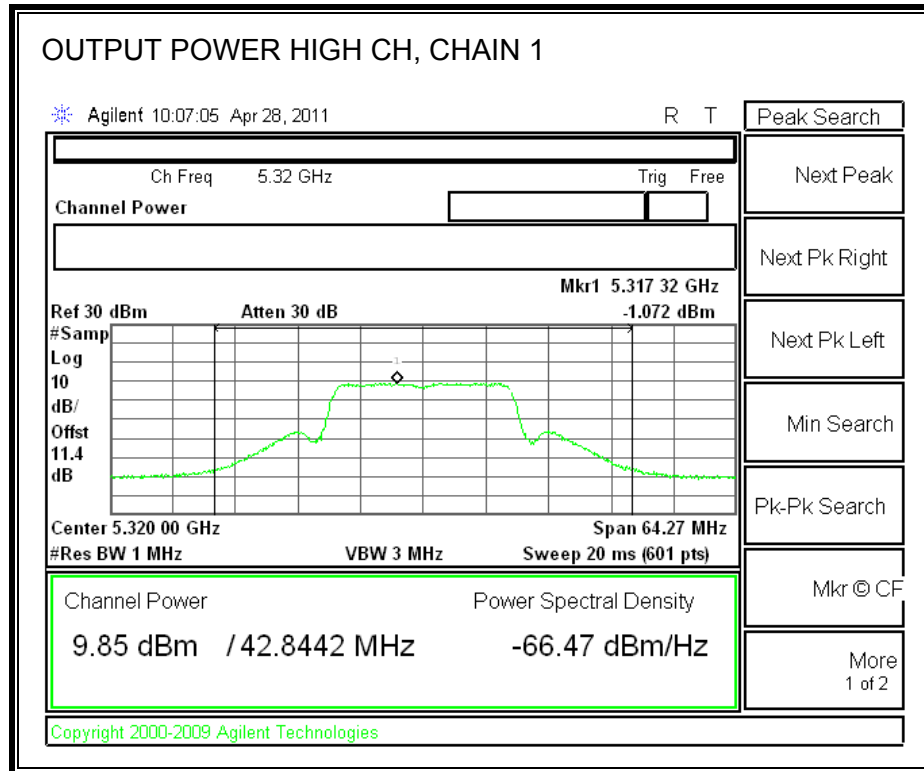 OUTPUT POWER HIGH CH, CHAIN 1
Agilent 10:07:05 Apr 28, 2011 R T
Peak Search
Ch Freq 5.32 GHz Trig Free
Channel Power
Mkr1 5.317 32 GHz
Ref 30 dBm Atten 30 dB -1.072 dBm
#Samp
Log
10
dB/
Offst
11.4
dB
1
Center 5.320 00 GHz Span 64.27 MHz
#Res BW 1 MHz VBW 3 MHz Sweep 20 ms (601 pts)
Channel Power Power Spectral Density
9.85 dBm / 42.8442 MHz -66.47 dBm/Hz
Next Peak
Next Pk Right
Next Pk Left
Min Search
Pk-Pk Search
Mkr © CF
More
1 of 2
Copyright 2000-2009 Agilent Technologies